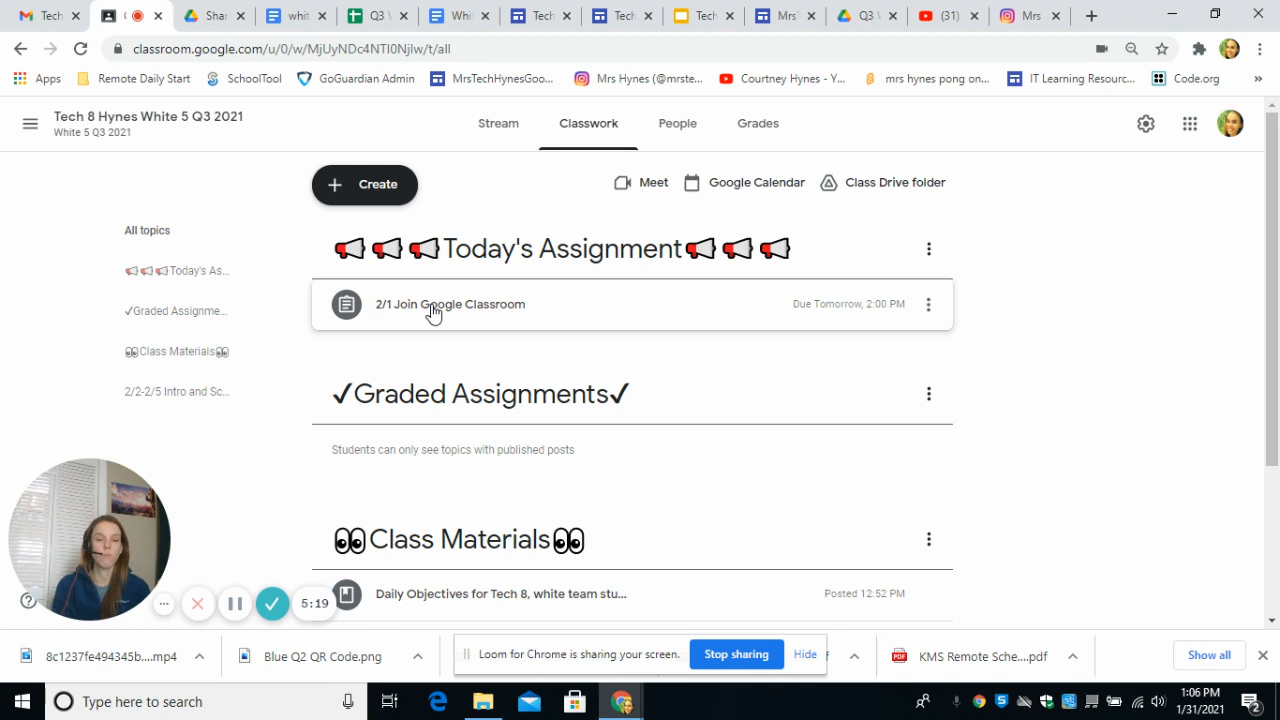 Tech
Shar
whit
Q3 \
Whi
Tech
Tech
Tech
Mrs
Q3 \
(31)
Mrs
classroom.google.com/u/0/w/MjUyNDc4NTI0Njlw/t/all
Apps
Remote Daily Start
SchoolTool
GoGuardian Admin
MrsTechHynesGoo...
Mrs Hynes (@mrste...
Courtney Hynes - Y...
mrs hynes pong on...
IT Learning Resourc...
Code.org
»
Tech 8 Hynes White 5 Q3 2021
White 5 Q3 2021
Stream
Classwork
People
Grades
+ Create
Meet
Google Calendar
Class Drive folder
All topics
📢📢📢Today's As...
✓Graded Assignme...
👀Class Materials👀
2/2-2/5 Intro and Sc...
📢📢📢Today's Assignment📢📢📢
2/1 Join Google Classroom
Due Tomorrow, 2:00 PM
✓Graded Assignments✓
Students can only see topics with published posts
👀Class Materials👀
Daily Objectives for Tech 8, white team stu...
Posted 12:52 PM
5:19
8c1237fe494345b....mp4
Blue Q2 QR Code.png
Loom for Chrome is sharing your screen.
Stop sharing
Hide
f
KMS Remote Sche....pdf
Show all
Type here to search
1:06 PM
1/31/2021
2